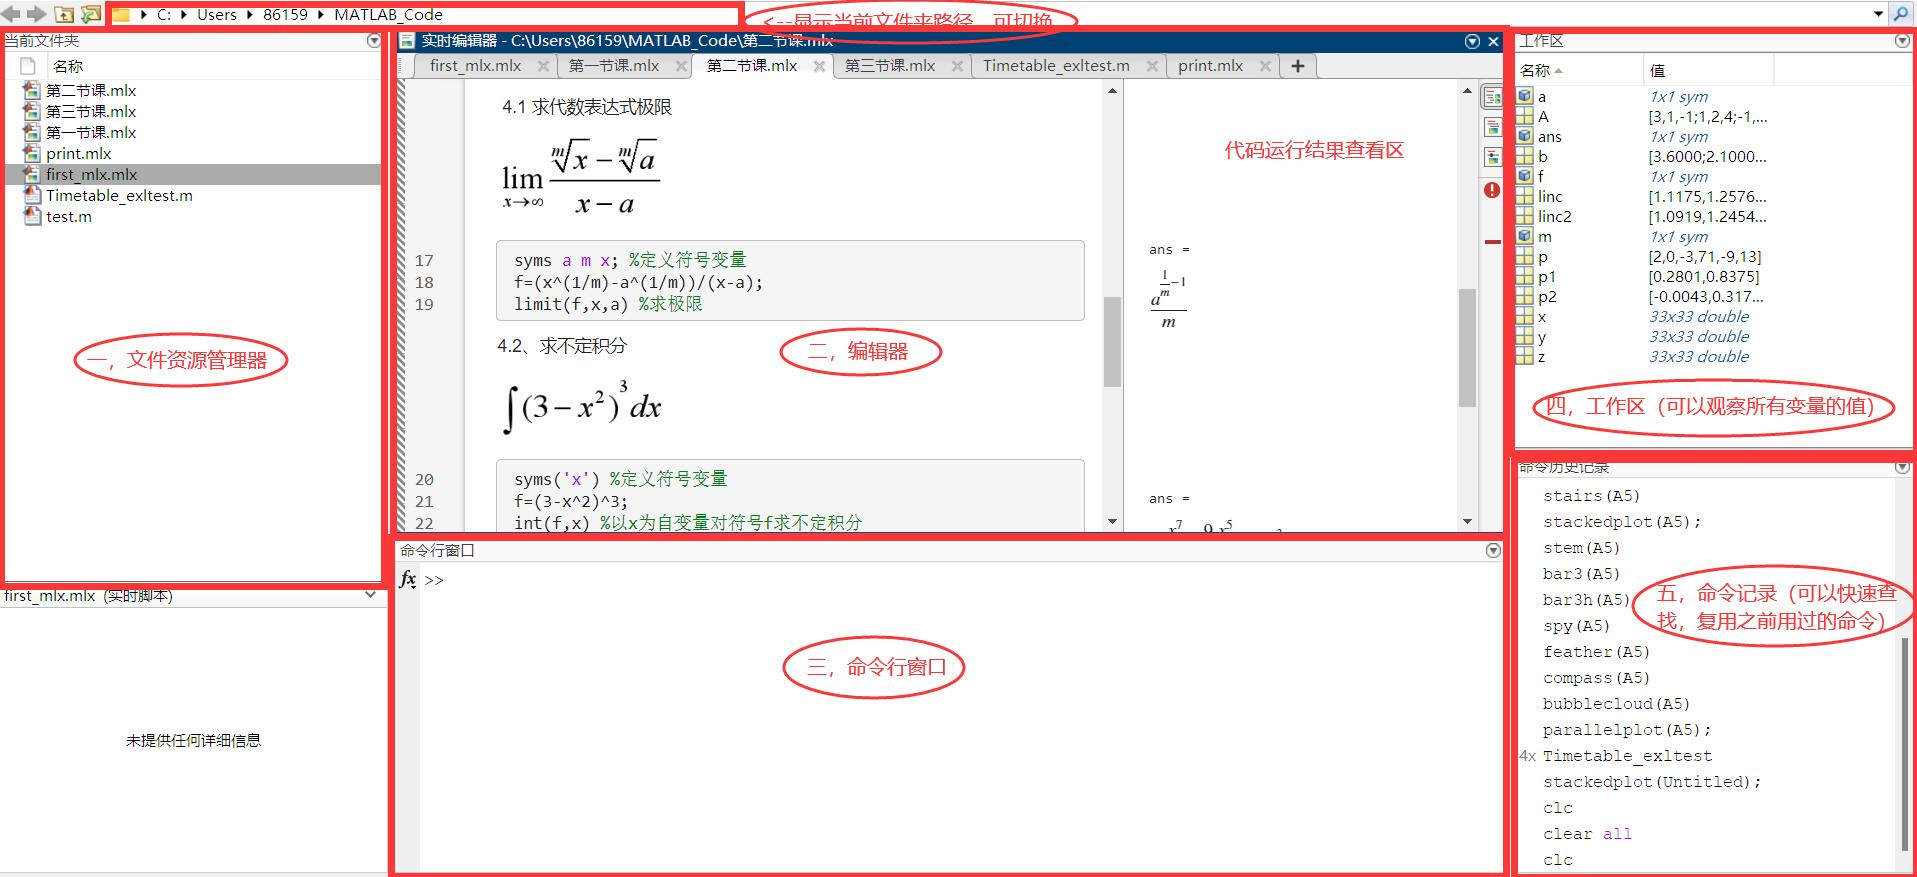 C: Users 86159 MATLAB_Code
<--显示当前文件夹路径，可切换
当前文件夹
名称
第二节课.mlx
第三节课.mlx
第一节课.mlx
print.mlx
first_mlx.mlx
Timetable_exltest.m
test.m
一，文件资源管理器
first_mlx.mlx (实时脚本)
未提供任何详细信息
实时编辑器 - C:\Users\86159\MATLAB_Code\第二节课.mlx
first_mlx.mlx 第一节课.mlx 第二节课.mlx 第三节课.mlx Timetable_exltest.m print.mlx
4.1 求代数表达式极限
lim x→∞ (ᵐ√x − ᵐ√a) / (x − a)
17 syms a m x; %定义符号变量
18 f=(x^(1/m)-a^(1/m))/(x-a);
19 limit(f,x,a) %求极限
4.2、求不定积分
二，编辑器
∫(3 − x²)³dx
20 syms('x') %定义符号变量
21 f=(3-x^2)^3;
22 int(f,x) %以x为自变量对符号f求不定积分
代码运行结果查看区
ans =
a^(1/m−1) / m
ans =
x⁷ 9 x⁵
命令行窗口
fx >>
三，命令行窗口
工作区
名称 值
a 1x1 sym
A [3,1,-1;1,2,4;-1,...
ans 1x1 sym
b [3.6000;2.1000...
f 1x1 sym
linc [1.1175,1.2576...
linc2 [1.0919,1.2454...
m 1x1 sym
p [2,0,-3,71,-9,13]
p1 [0.2801,0.8375]
p2 [-0.0043,0.317...
x 33x33 double
y 33x33 double
z 33x33 double
四，工作区（可以观察所有变量的值）
命令历史记录
stairs(A5)
stackedplot(A5);
stem(A5)
bar3(A5)
bar3h(A5)
spy(A5)
feather(A5)
compass(A5)
bubblecloud(A5)
parallelplot(A5);
4x Timetable_exltest
stackedplot(Untitled);
clc
clear all
clc
五，命令记录（可以快速查
找，复用之前用过的命令）